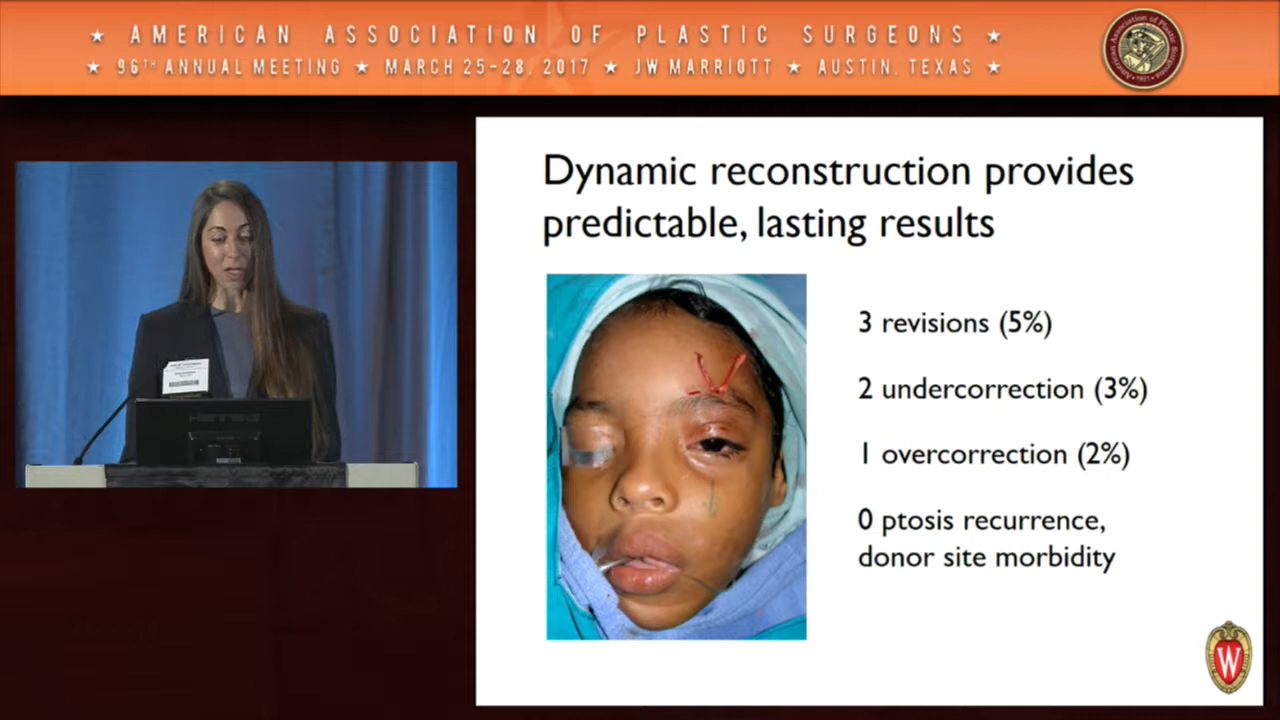 ★ AMERICAN ASSOCIATION OF PLASTIC SURGEONS ★
★ 96TH ANNUAL MEETING ★ MARCH 25-28, 2017 ★ JW MARRIOTT ★ AUSTIN, TEXAS ★
Dynamic reconstruction provides
predictable, lasting results
3 revisions (5%)
2 undercorrection (3%)
1 overcorrection (2%)
0 ptosis recurrence,
donor site morbidity
W